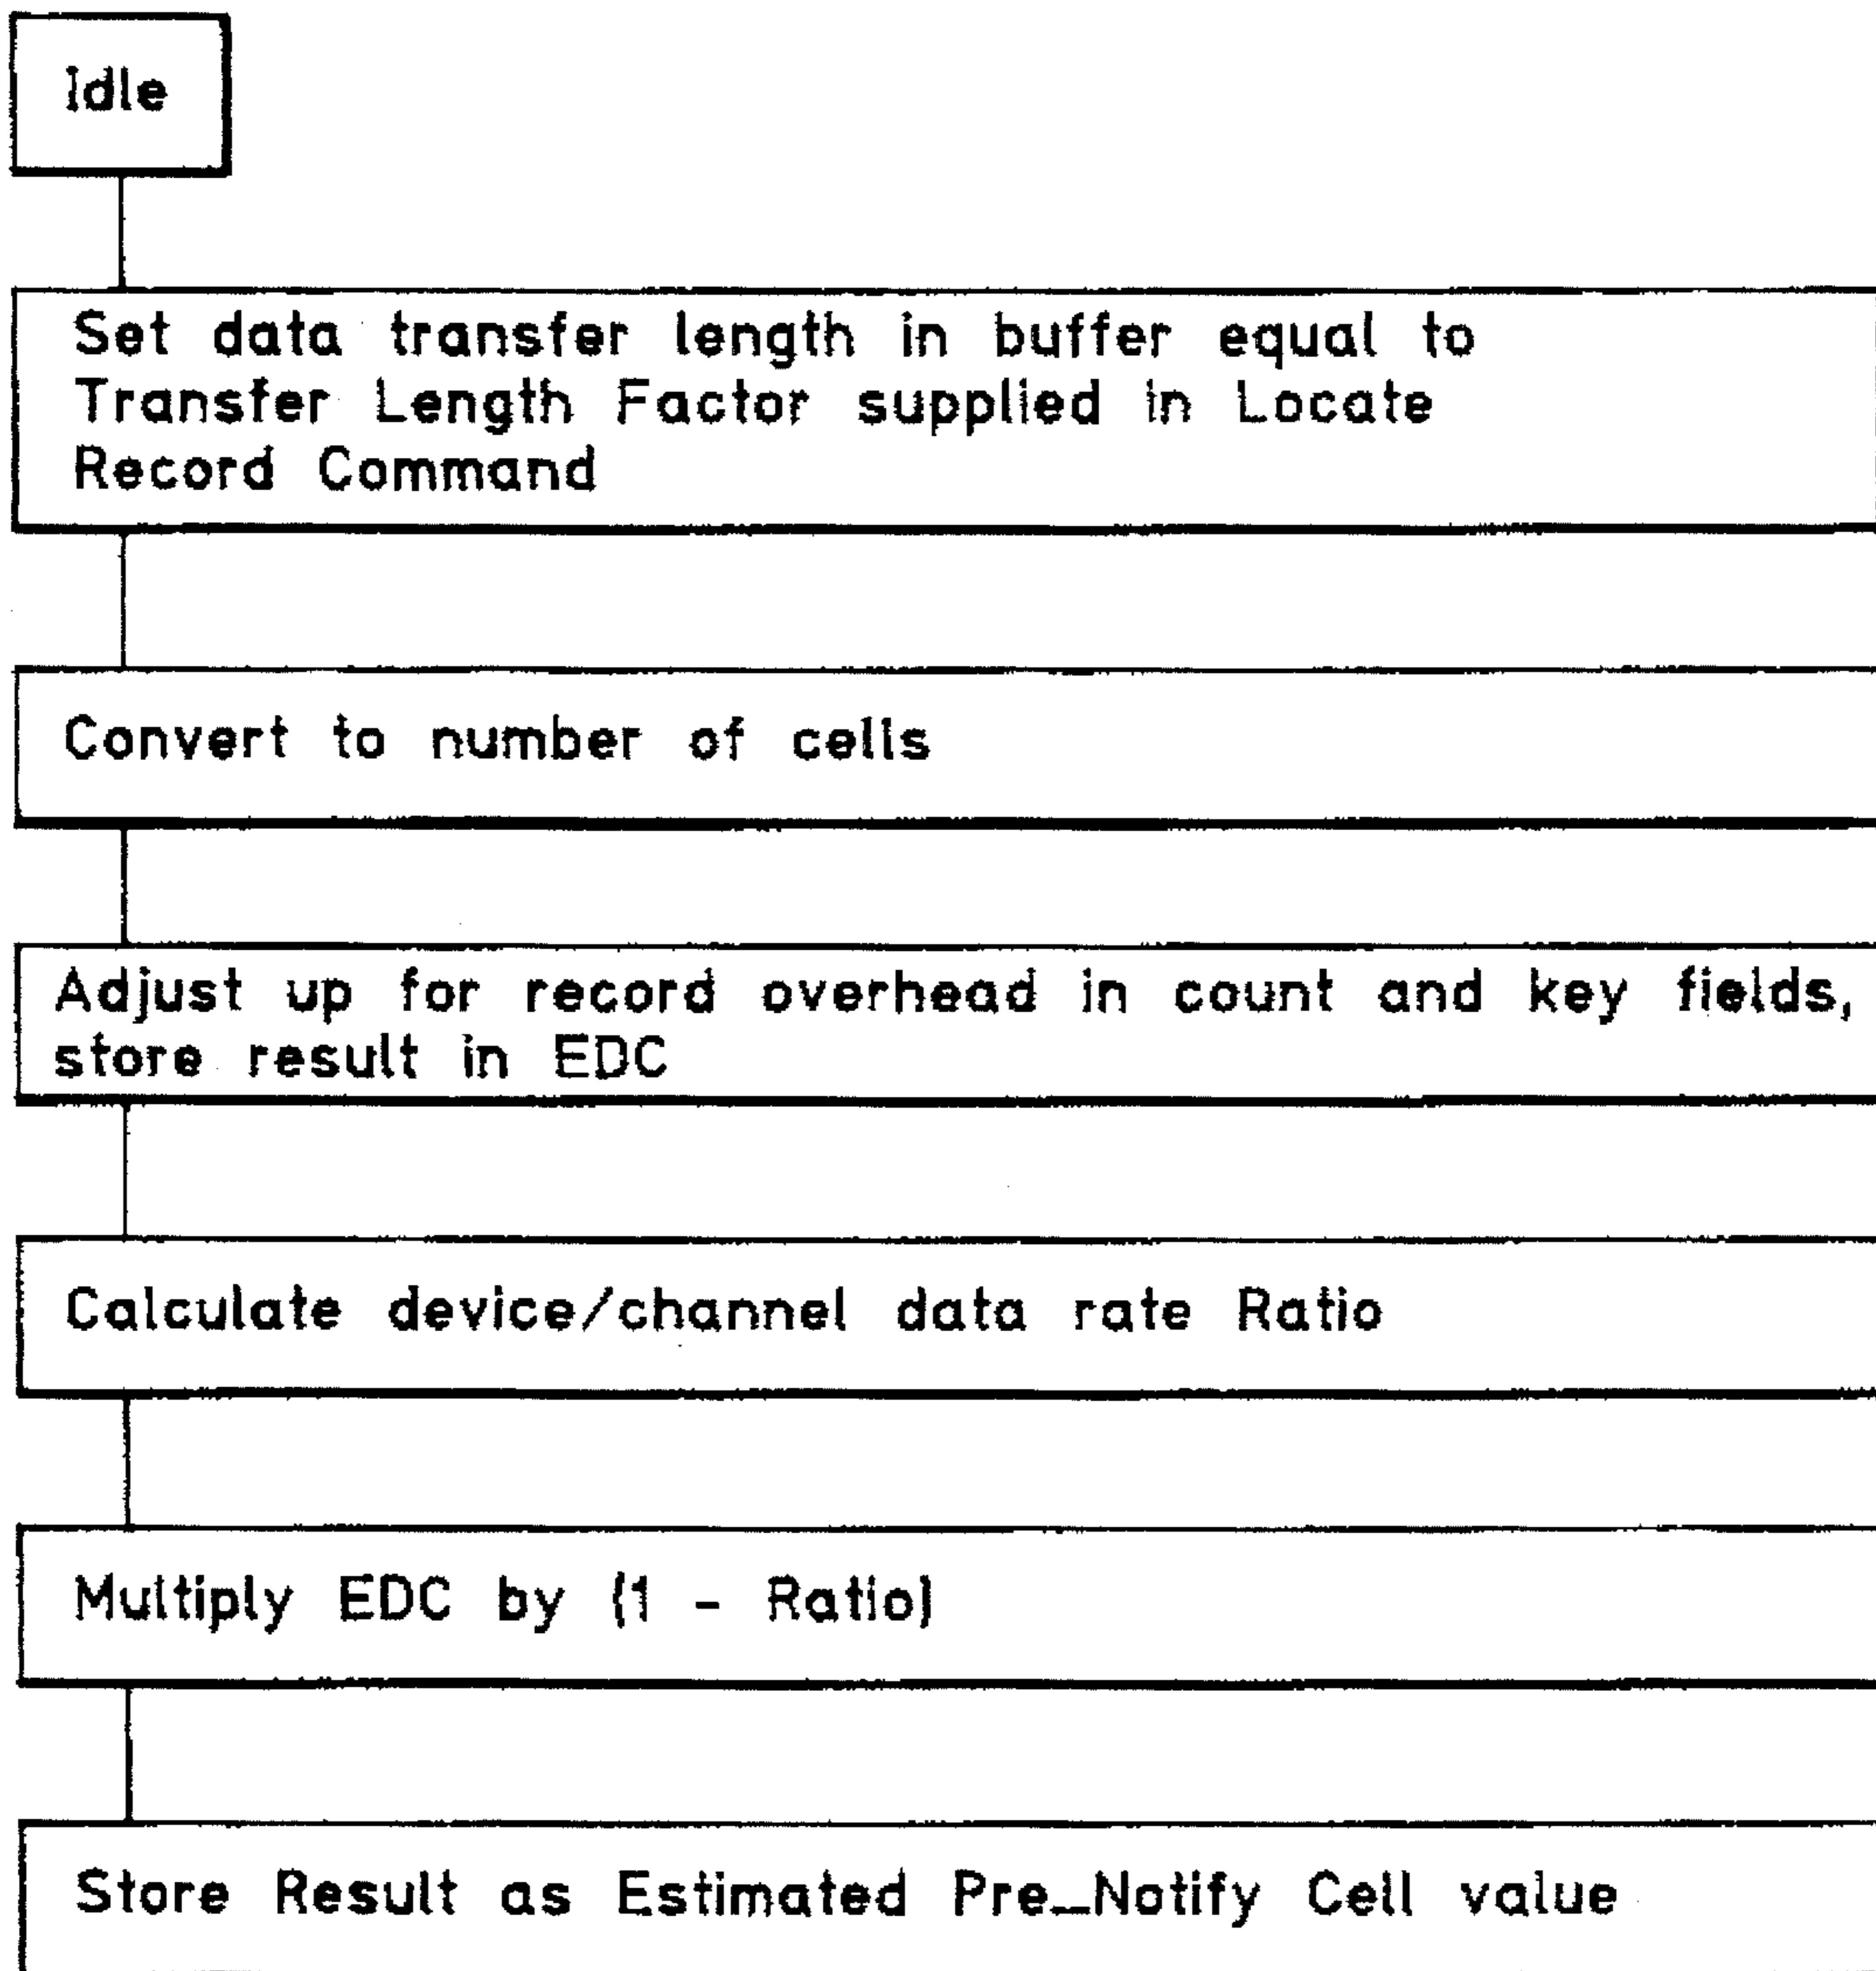 Idle
Set data transfer length in buffer equal to
Transfer Length Factor supplied in Locate
Record Command
Convert to number of cells
Adjust up for record overhead in count and key fields,
store result in EDC
Calculate device/channel data rate Ratio
Multiply EDC by (1 - Ratio)
Store Result as Estimated Pre_Notify Cell value